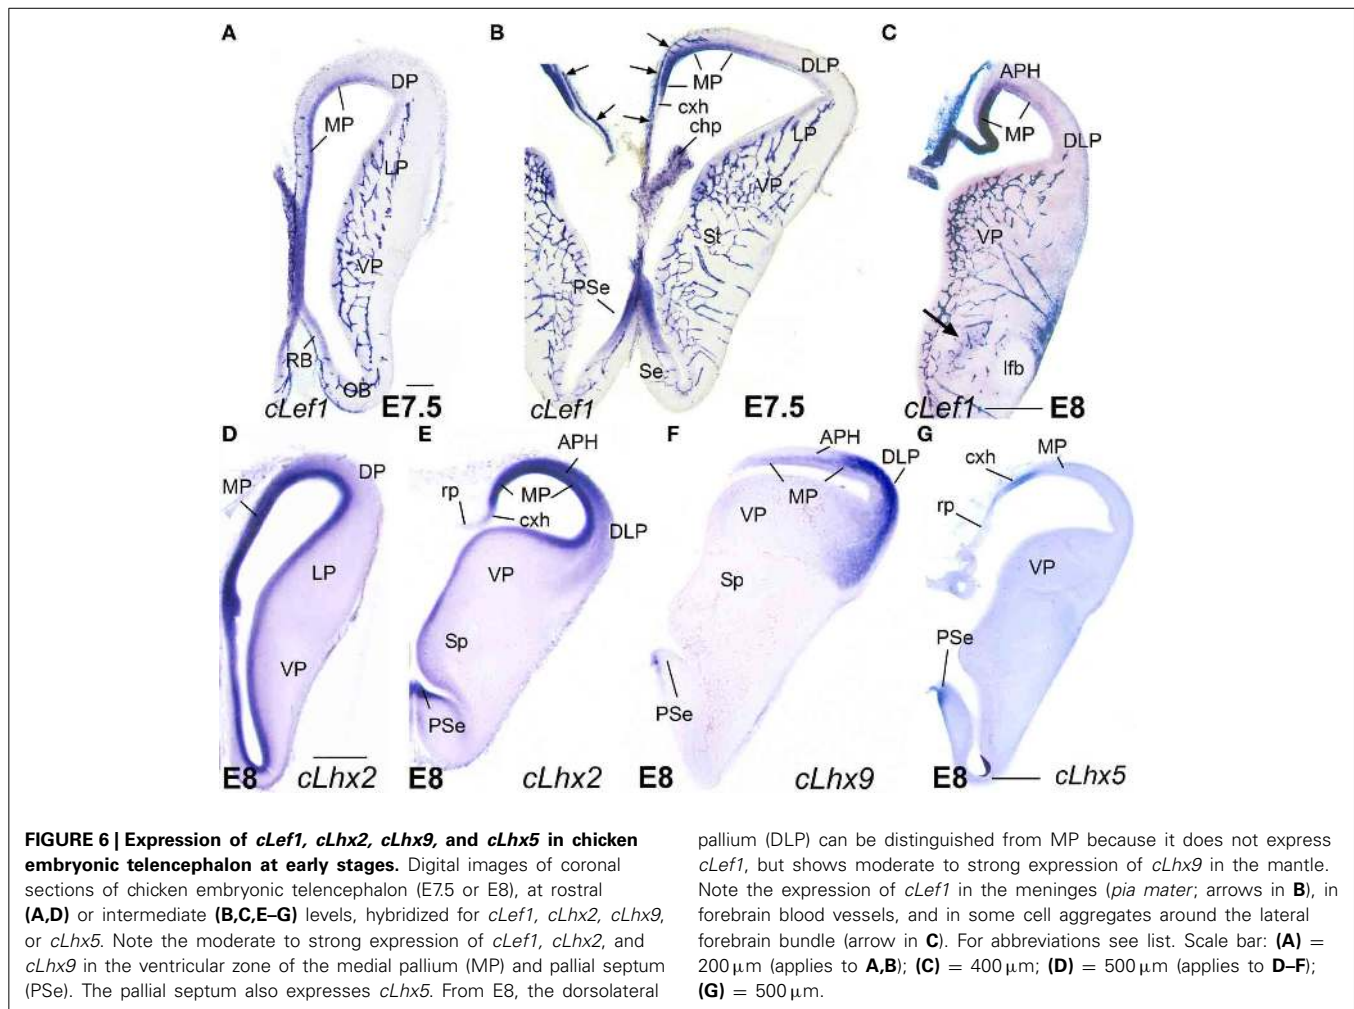 A
B
C
DP
MP
LP
VP
RB
OB
cLef1
E7.5
MP
DLP
cxh
chp
LP
VP
St
PSe
Se
cLef1
E7.5
APH
MP
DLP
VP
lfb
cLef1
E8
D
E
F
G
MP
DP
LP
VP
E8
cLhx2
APH
rp
MP
cxh
DLP
VP
Sp
PSe
E8
cLhx2
APH
DLP
MP
VP
Sp
PSe
E8
cLhx9
MP
cxh
rp
VP
PSe
E8
cLhx5
FIGURE 6 | Expression of cLef1, cLhx2, cLhx9, and cLhx5 in chicken
embryonic telencephalon at early stages. Digital images of coronal
sections of chicken embryonic telencephalon (E7.5 or E8), at rostral
(A,D) or intermediate (B,C,E–G) levels, hybridized for cLef1, cLhx2, cLhx9,
or cLhx5. Note the moderate to strong expression of cLef1, cLhx2, and
cLhx9 in the ventricular zone of the medial pallium (MP) and pallial septum
(PSe). The pallial septum also expresses cLhx5. From E8, the dorsolateral
pallium (DLP) can be distinguished from MP because it does not express
cLef1, but shows moderate to strong expression of cLhx9 in the mantle.
Note the expression of cLef1 in the meninges (pia mater; arrows in B), in
forebrain blood vessels, and in some cell aggregates around the lateral
forebrain bundle (arrow in C). For abbreviations see list. Scale bar: (A) =
200 μm (applies to A,B); (C) = 400 μm; (D) = 500 μm (applies to D–F);
(G) = 500 μm.